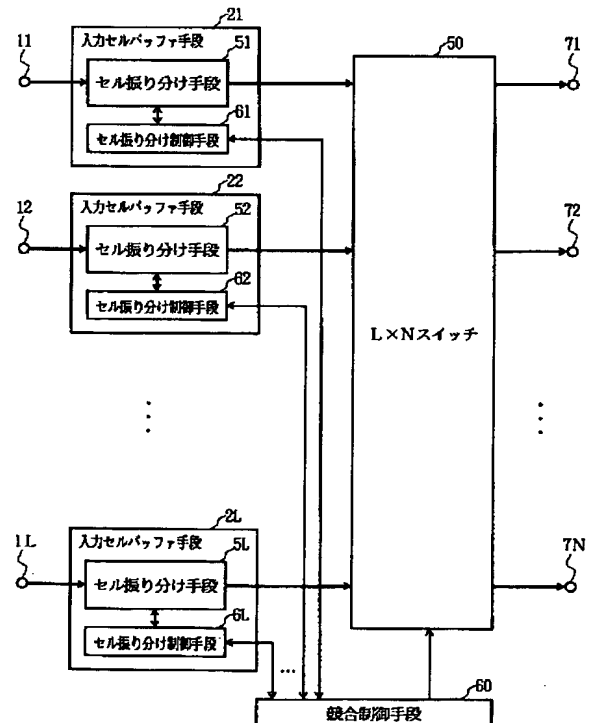 21
11
入力セルバッファ手段
51
セル振り分け手段
61
セル振り分け制御手段
50
71
22
12
入力セルバッファ手段
52
セル振り分け手段
62
セル振り分け制御手段
72
L×Nスイッチ
2L
1L
入力セルバッファ手段
5L
セル振り分け手段
6L
セル振り分け制御手段
7N
60
競合制御手段